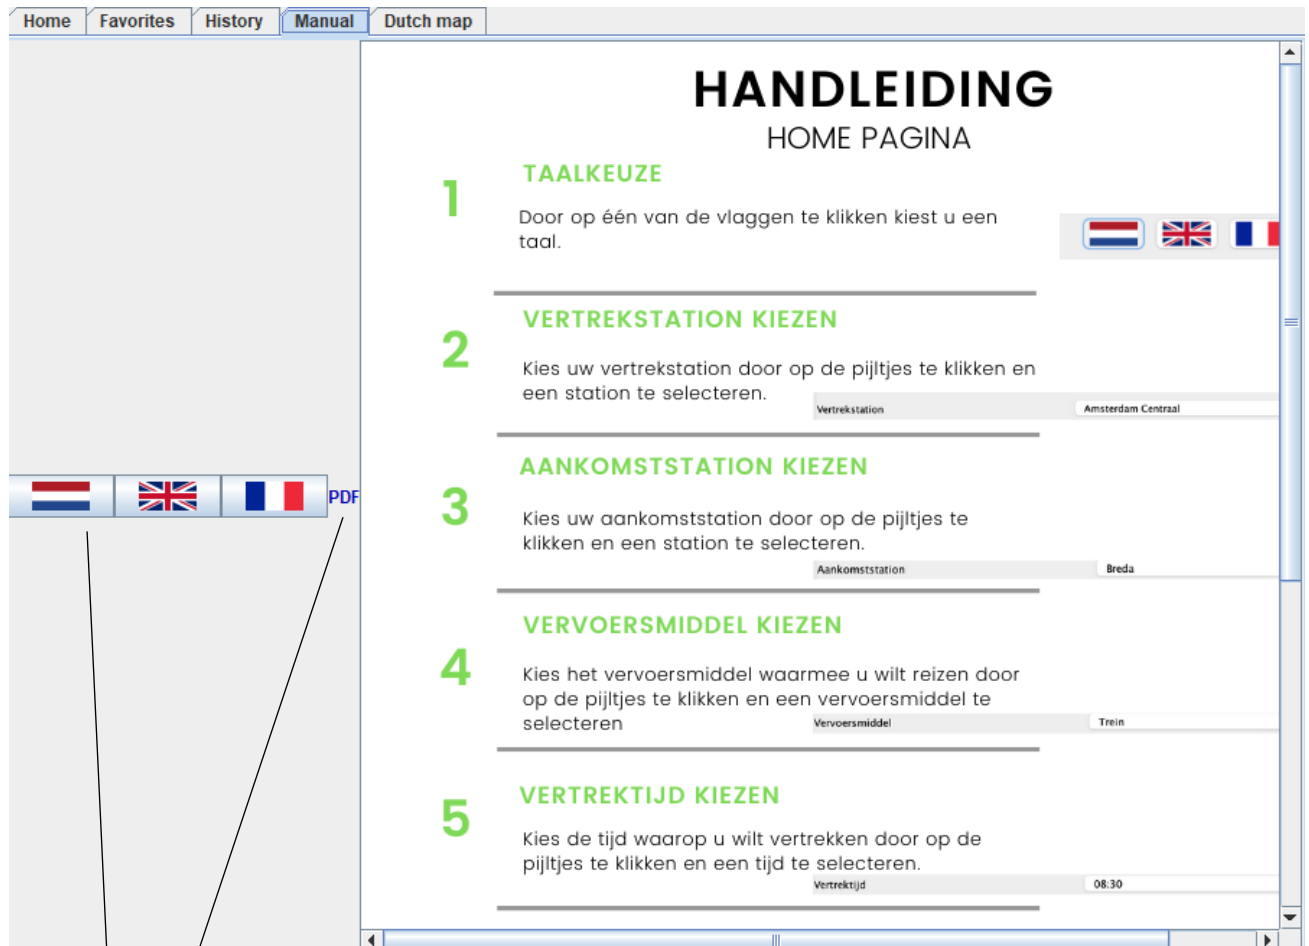 Home Favorites History Manual Dutch map
HANDLEIDING
HOME PAGINA
1
TAALKEUZE
Door op één van de vlaggen te klikken kiest u een
taal.
2
VERTREKSTATION KIEZEN
Kies uw vertrekstation door op de pijltjes te klikken en
een station te selecteren.
Vertrekstation Amsterdam Centraal
PDF
3
AANKOMSTSTATION KIEZEN
Kies uw aankomststation door op de pijltjes te
klikken en een station te selecteren.
Aankomststation Breda
4
VERVOERSMIDDEL KIEZEN
Kies het vervoersmiddel waarmee u wilt reizen door
op de pijltjes te klikken en een vervoersmiddel te
selecteren
Vervoersmiddel Trein
5
VERTREKTIJD KIEZEN
Kies de tijd waarop u wilt vertrekken door op de
pijltjes te klikken en een tijd te selecteren.
Vertrektijd 08:30